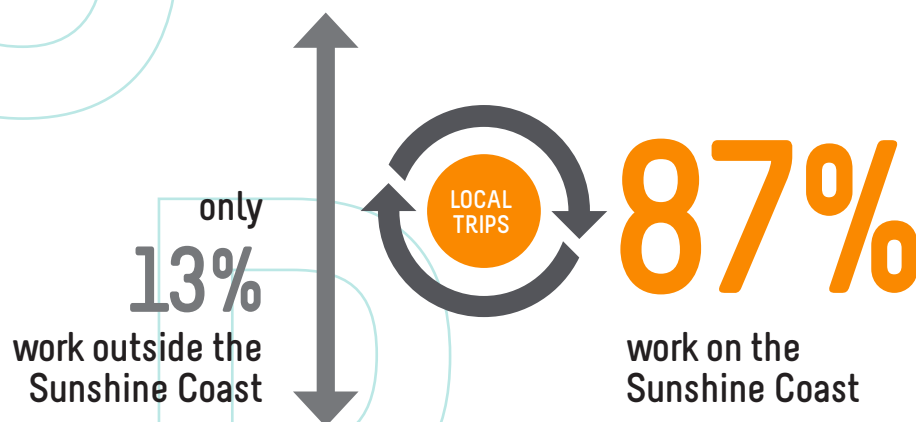 only
13%
work outside the
Sunshine Coast
LOCAL
TRIPS
87%
work on the
Sunshine Coast